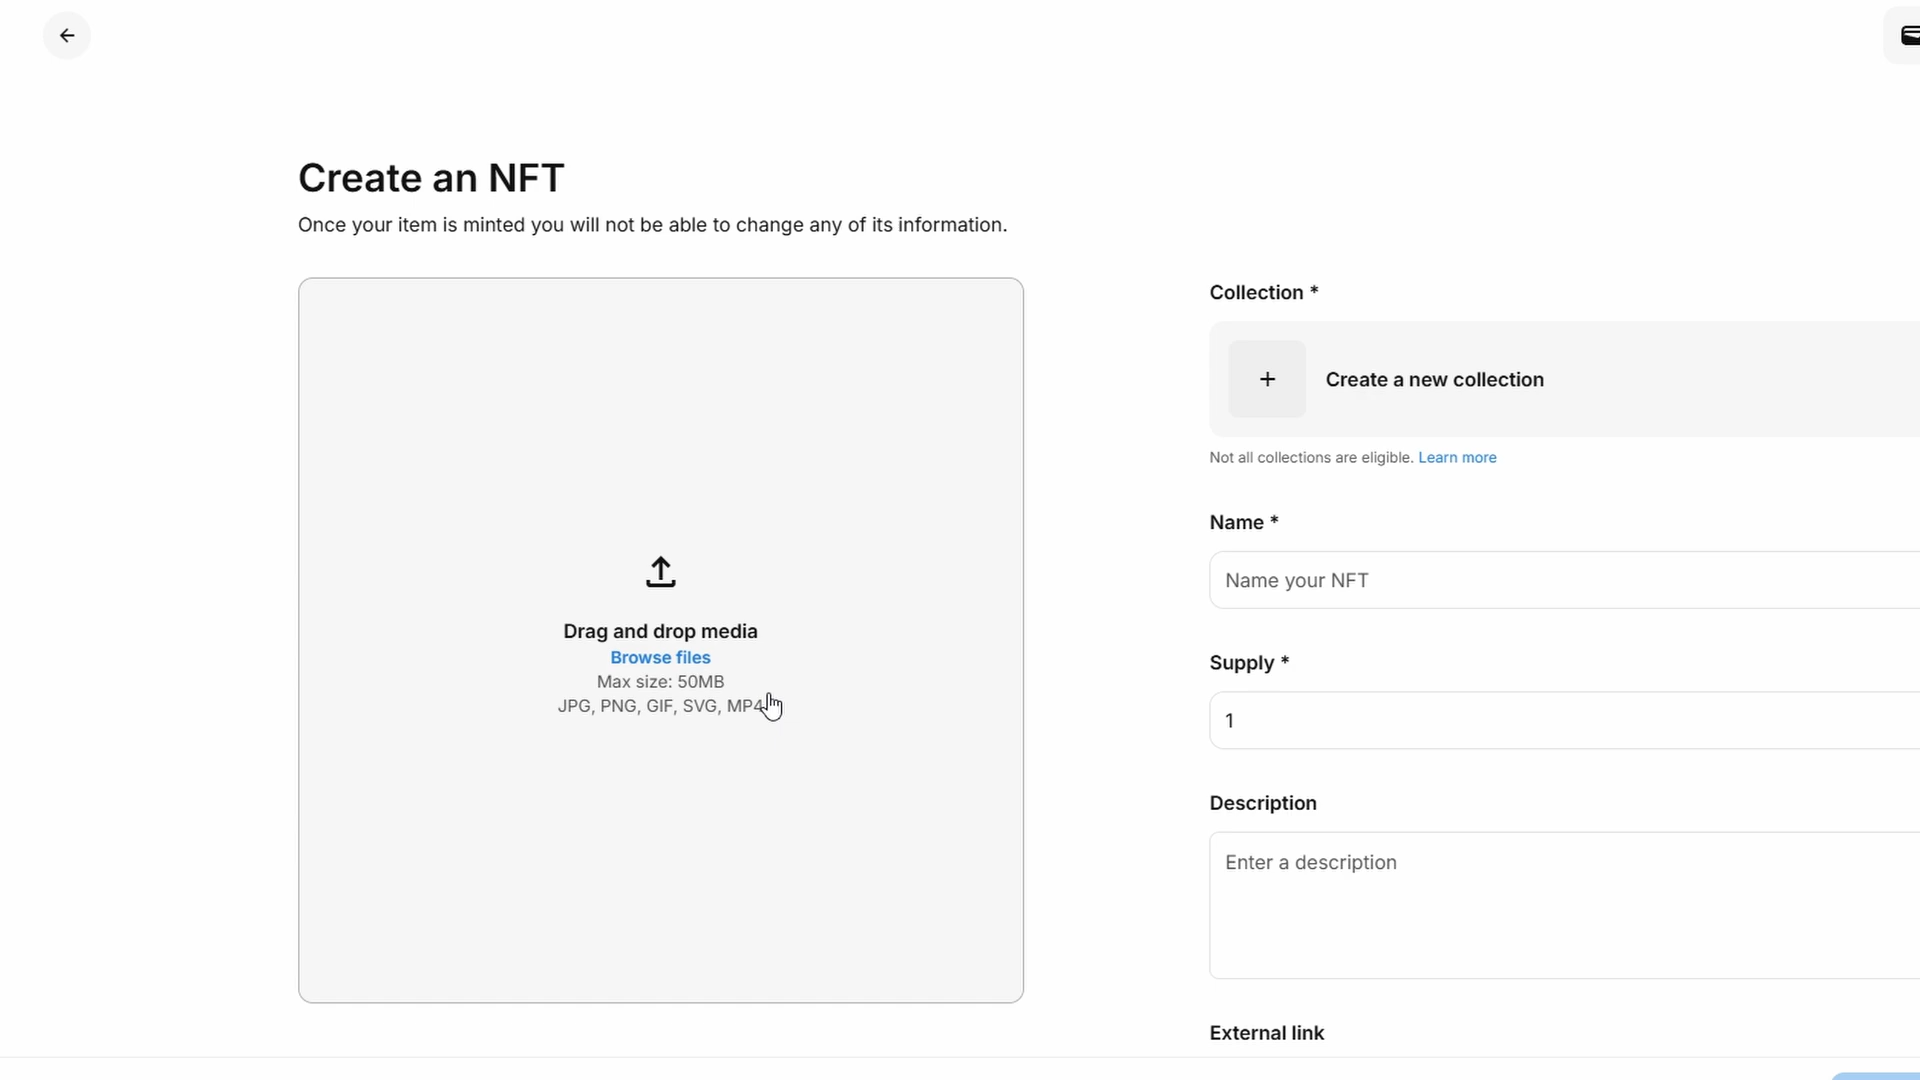 Create an NFT
Once your item is minted you will not be able to change any of its information.
Drag and drop media
Browse files
Max size: 50MB
JPG, PNG, GIF, SVG, MP4
Collection *
+ Create a new collection
Not all collections are eligible. Learn more
Name *
Name your NFT
Supply *
1
Description
Enter a description
External link